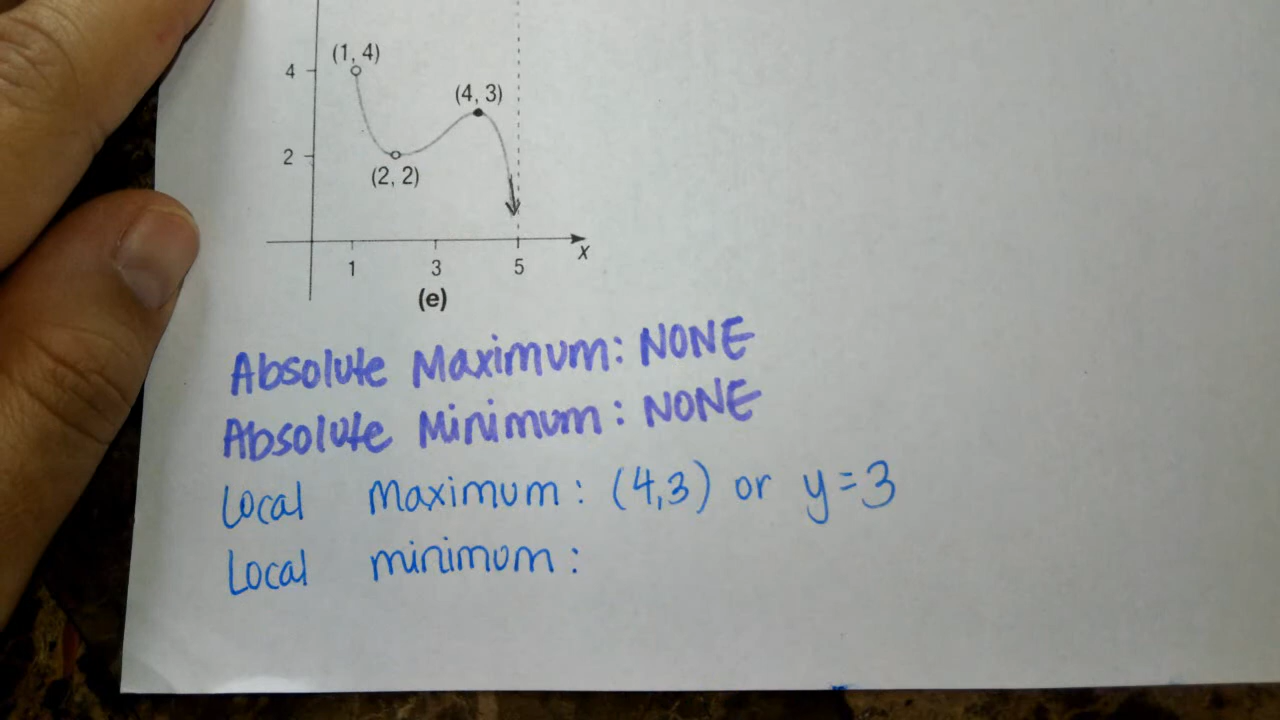 (1, 4)
4
(4, 3)
2
(2, 2)
1 3 5 x
(e)
Absolute Maximum: NONE
Absolute Minimum: NONE
Local Maximum: (4,3) or y=3
Local minimum: